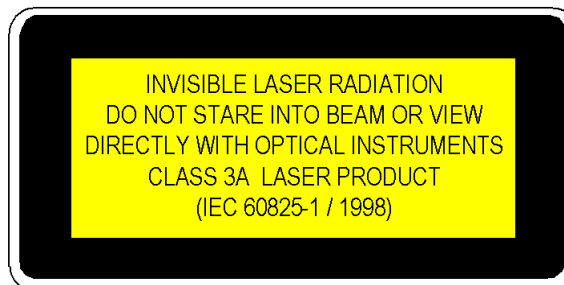 INVISIBLE LASER RADIATION
DO NOT STARE INTO BEAM OR VIEW
DIRECTLY WITH OPTICAL INSTRUMENTS
CLASS 3A LASER PRODUCT
(IEC 60825-1 / 1998)